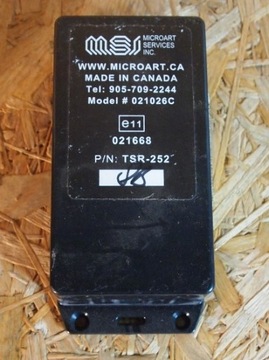 msi MICROART
SERVICES
INC.
WWW.MICROART.CA
MADE IN CANADA
Tel: 905-709-2244
Model # 021026C
e11
021668
P/N: TSR-252